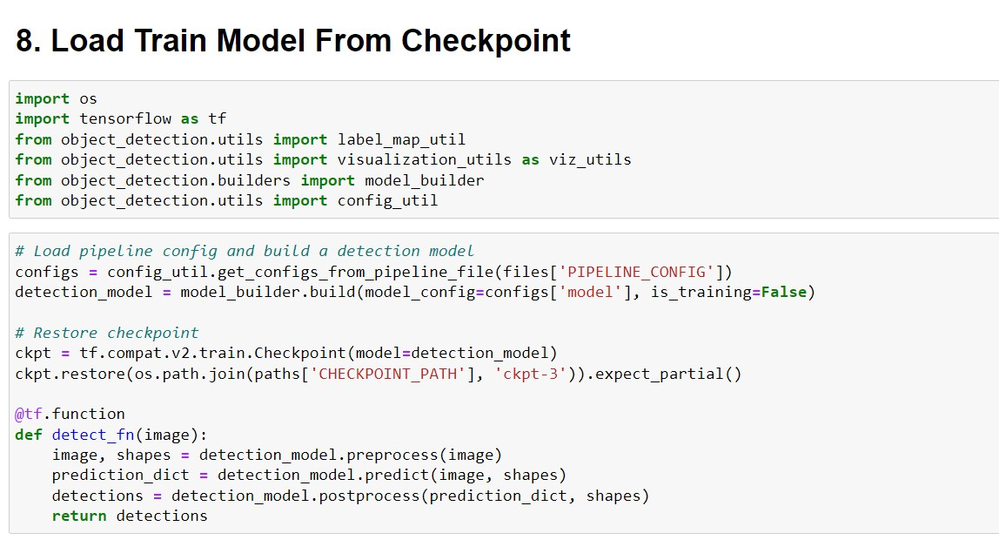 8. Load Train Model From Checkpoint
import os
import tensorflow as tf
from object_detection.utils import label_map_util
from object_detection.utils import visualization_utils as viz_utils
from object_detection.builders import model_builder
from object_detection.utils import config_util
# Load pipeline config and build a detection model
configs = config_util.get_configs_from_pipeline_file(files['PIPELINE_CONFIG'])
detection_model = model_builder.build(model_config=configs['model'], is_training=False)
# Restore checkpoint
ckpt = tf.compat.v2.train.Checkpoint(model=detection_model)
ckpt.restore(os.path.join(paths['CHECKPOINT_PATH'], 'ckpt-3')).expect_partial()
@tf.function
def detect_fn(image):
    image, shapes = detection_model.preprocess(image)
    prediction_dict = detection_model.predict(image, shapes)
    detections = detection_model.postprocess(prediction_dict, shapes)
    return detections